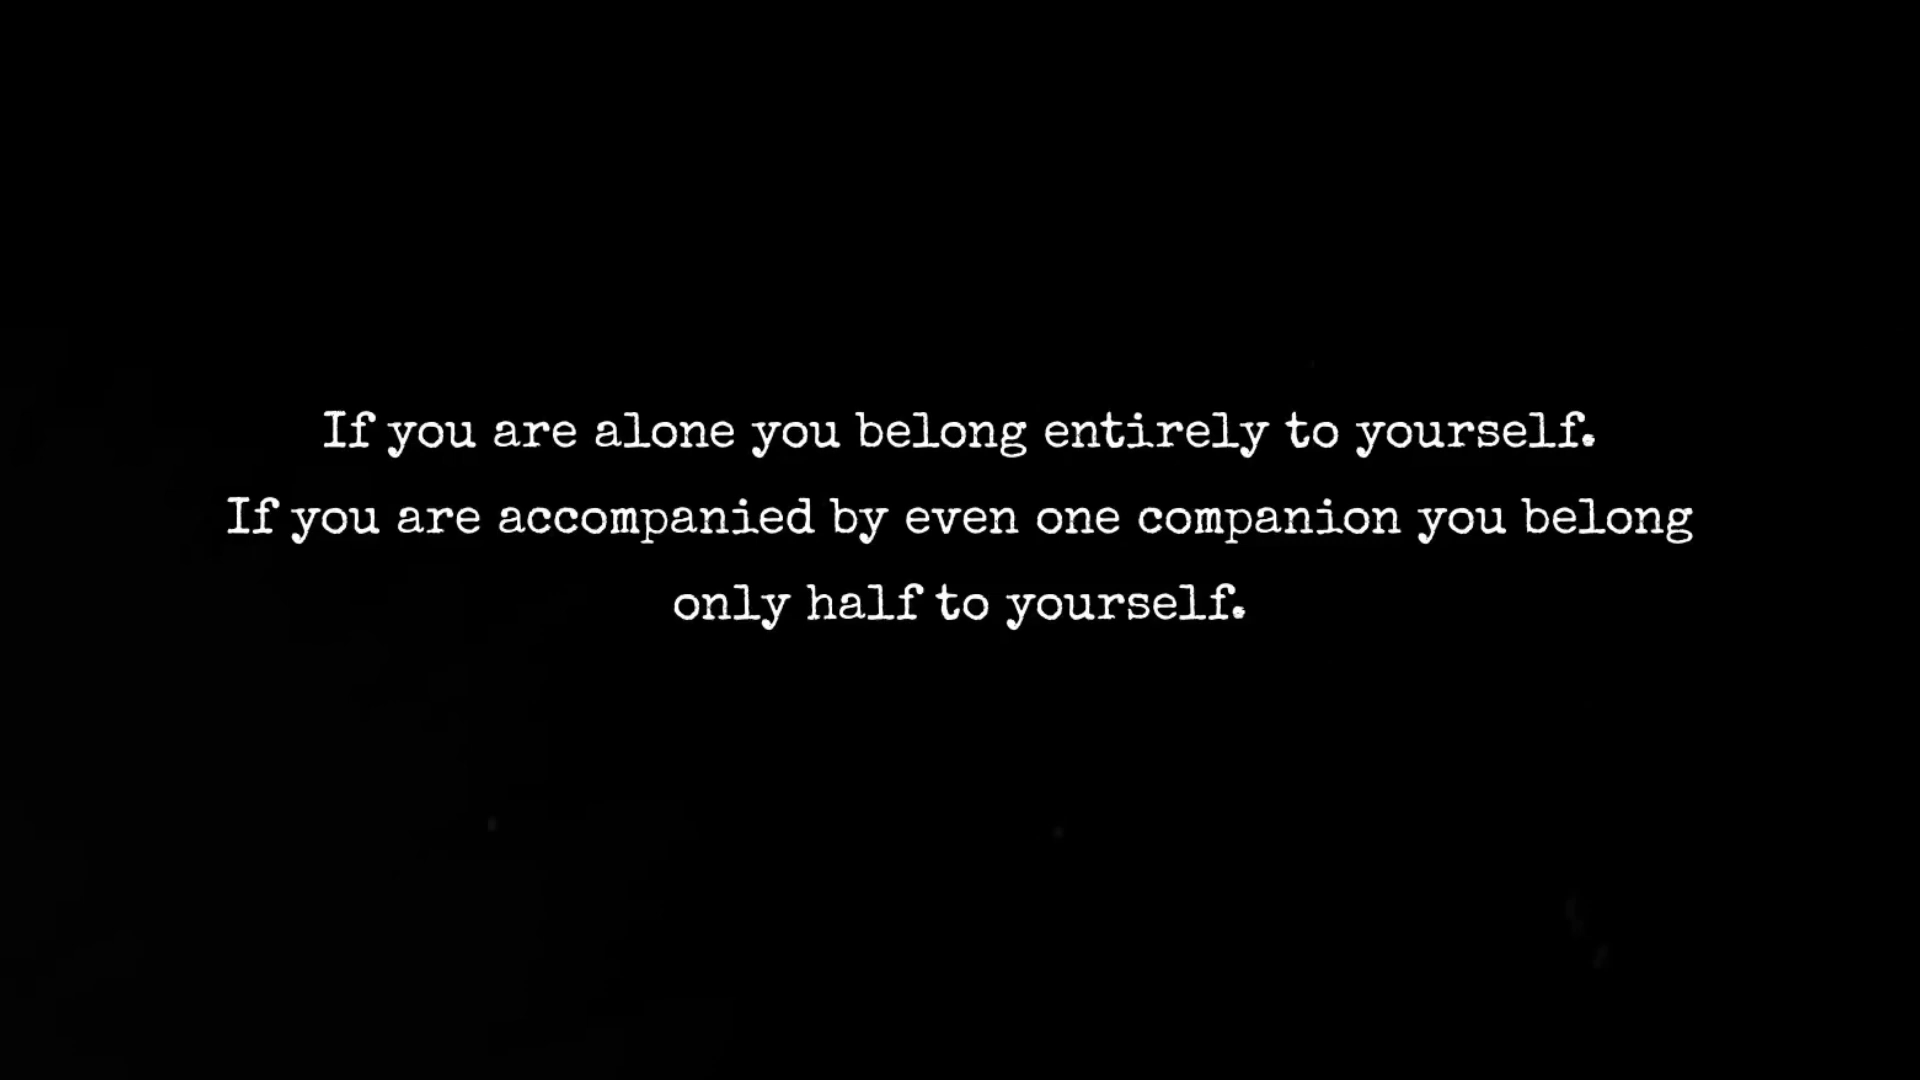 If you are alone you belong entirely to yourself.
If you are accompanied by even one companion you belong
only half to yourself.